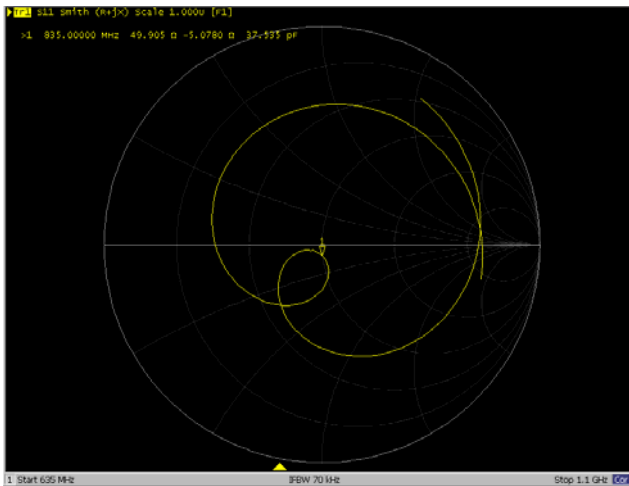 Tr1 S11 Smith (R+jX) Scale 1.000U [F1]
>1 835.00000 MHz 49.905 Ω -5.0780 Ω 37.535 pF
1 Start 635 MHz IFBW 70 kHz Stop 1.1 GHz Cor